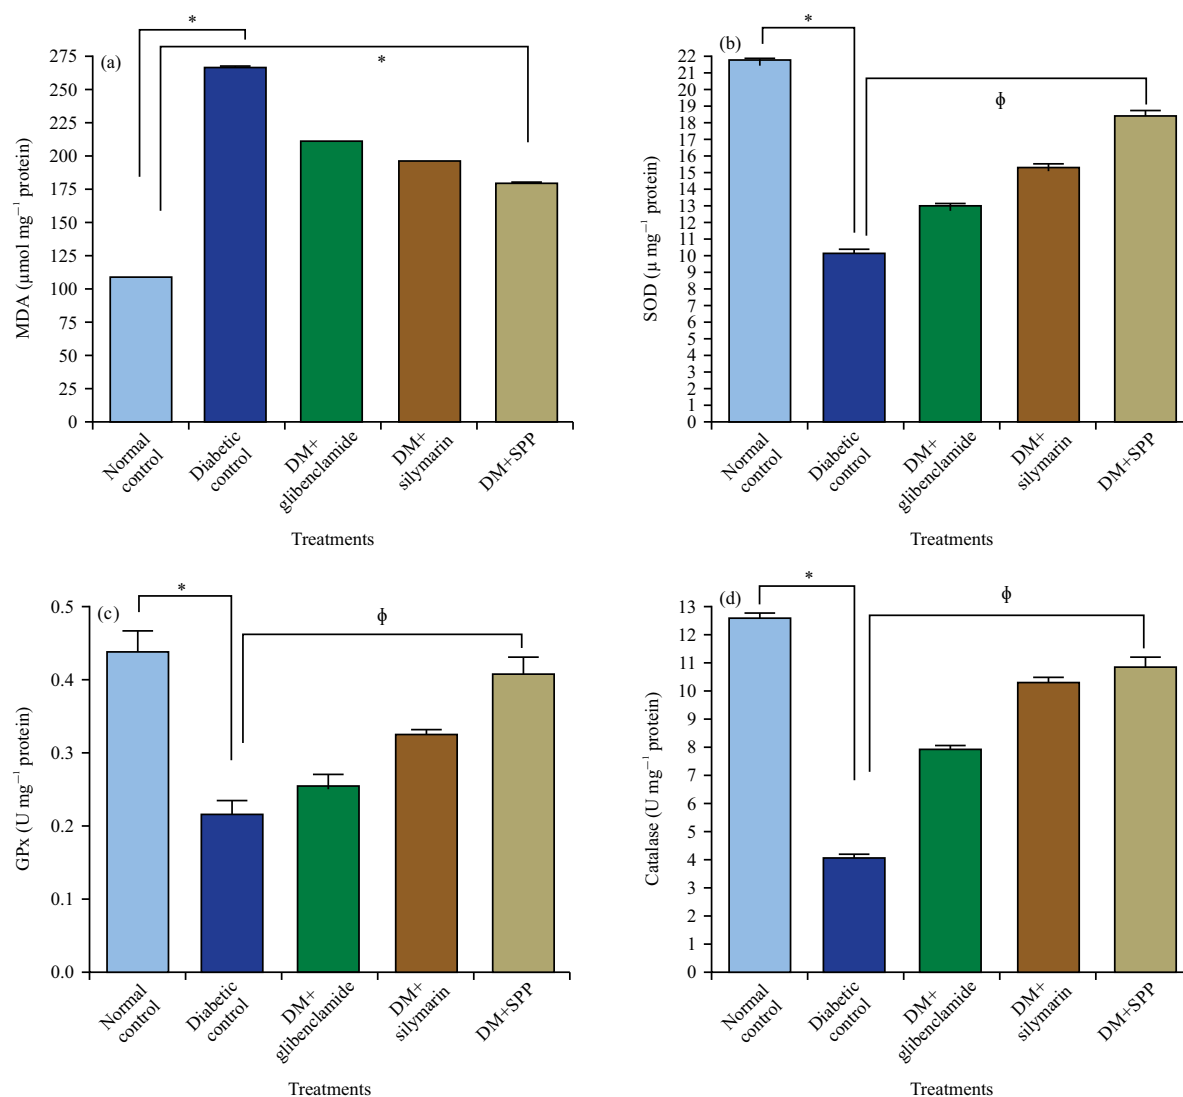 (a)
*
*
MDA (µmol mg⁻¹ protein)
275
250
225
200
175
150
125
100
75
50
25
0
Normal
control
Diabetic
control
DM+
glibenclamide
DM+
silymarin
DM+SPP
Treatments
(b)
*
ϕ
SOD (µ mg⁻¹ protein)
22
21
20
19
18
17
16
15
14
13
12
11
10
9
8
7
6
5
4
3
2
1
0
Normal
control
Diabetic
control
DM+
glibenclamide
DM+
silymarin
DM+SPP
Treatments
(c)
*
ϕ
GPx (U mg⁻¹ protein)
0.5
0.4
0.3
0.2
0.1
0.0
Normal
control
Diabetic
control
DM+
glibenclamide
DM+
silymarin
DM+SPP
Treatments
(d)
*
ϕ
Catalase (U mg⁻¹ protein)
13
12
11
10
9
8
7
6
5
4
3
2
1
0
Normal
control
Diabetic
control
DM+
glibenclamide
DM+
silymarin
DM+SPP
Treatments